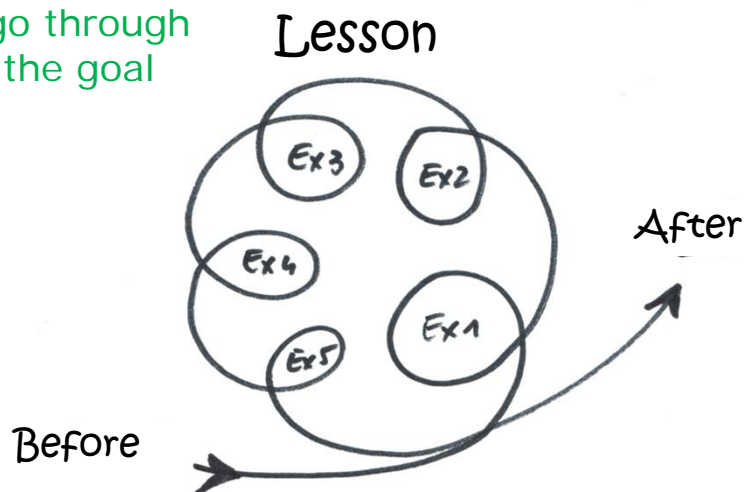 go through
the goal
Lesson
Ex3
Ex2
After
Ex4
Ex1
Ex5
Before